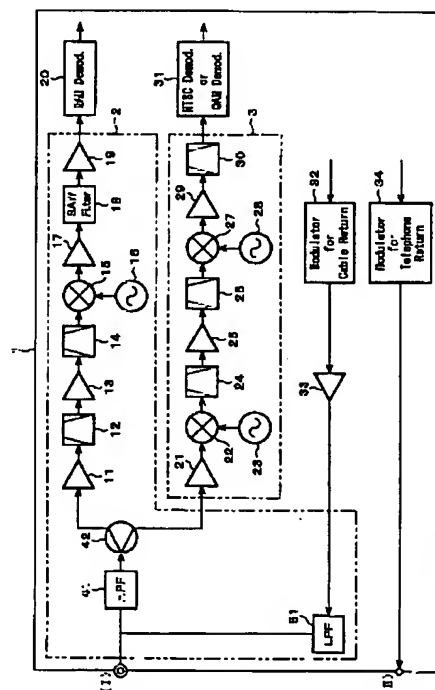 1
20
QAM Demod.
2
19
SAW Filter
18
17
15
16
14
13
12
11
42
41
31
NTSC Demod.
or
QAM Demod.
3
30
29
27
28
26
25
24
22
23
21
32
Modulator
for
Cable Return
34
Modulator
for
Telephone
Return
33
51
LPF
(I)